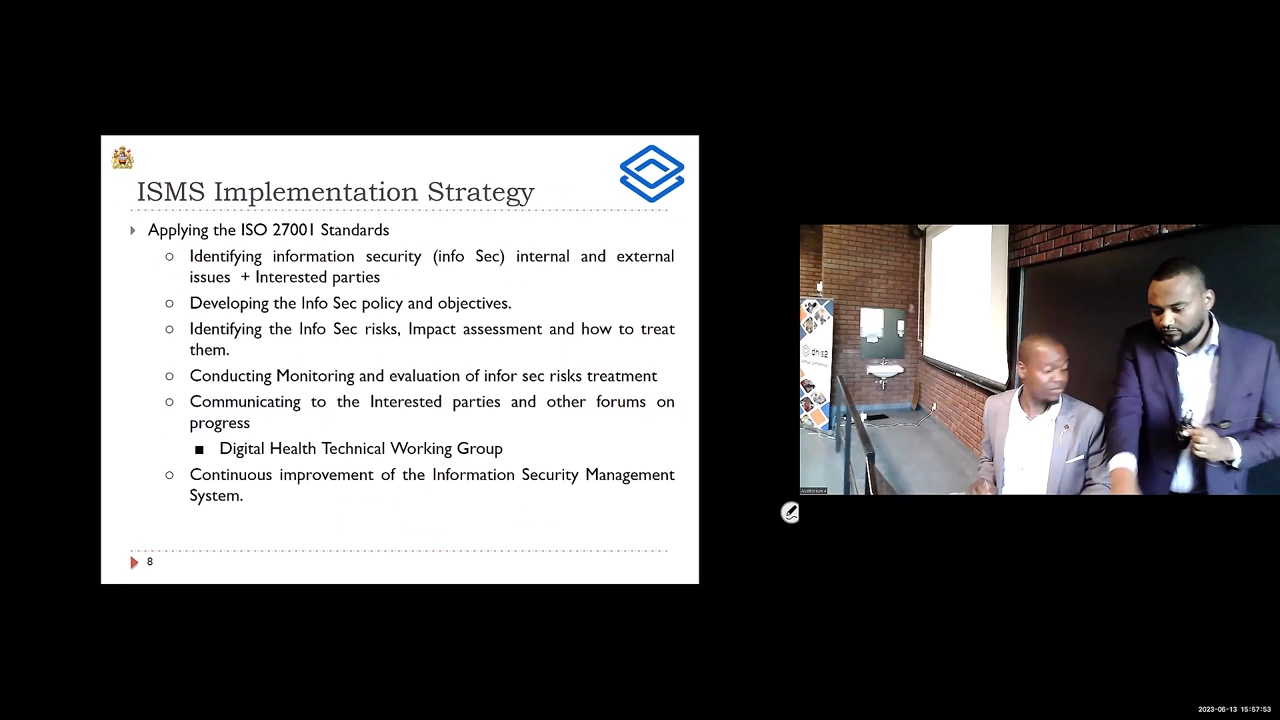 ISMS Implementation Strategy
Applying the ISO 27001 Standards
Identifying information security (info Sec) internal and external
issues + Interested parties
Developing the Info Sec policy and objectives.
Identifying the Info Sec risks, Impact assessment and how to treat
them.
Conducting Monitoring and evaluation of infor sec risks treatment
Communicating to the Interested parties and other forums on
progress
Digital Health Technical Working Group
Continuous improvement of the Information Security Management
System.
8
dhis2
Auditorium 4
2023-06-13 15:57:53